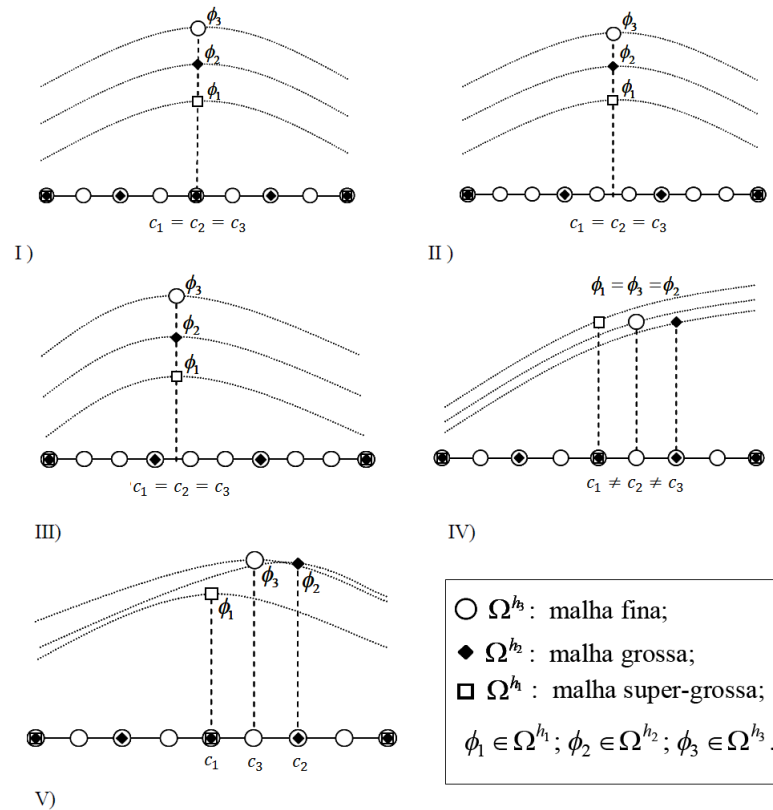 ϕ₃
ϕ₂
ϕ₁
c₁ = c₂ = c₃
I )
ϕ₃
ϕ₂
ϕ₁
c₁ = c₂ = c₃
II )
ϕ₃
ϕ₂
ϕ₁
c₁ = c₂ = c₃
III)
ϕ₁ = ϕ₃ = ϕ₂
c₁ ≠ c₂ ≠ c₃
IV)
ϕ₃
ϕ₂
ϕ₁
c₁ c₃ c₂
V)
Ωʰ³ : malha fina;
Ωʰ² : malha grossa;
Ωʰ¹ : malha super-grossa;
ϕ₁ ∈ Ωʰ¹ ; ϕ₂ ∈ Ωʰ² ; ϕ₃ ∈ Ωʰ³ .